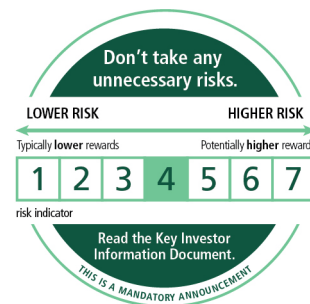 Don't take any
unnecessary risks.
LOWER RISK HIGHER RISK
Typically lower rewards Potentially higher reward
1 2 3 4 5 6 7
risk indicator
Read the Key Investor
Information Document.
THIS IS A MANDATORY ANNOUNCEMENT